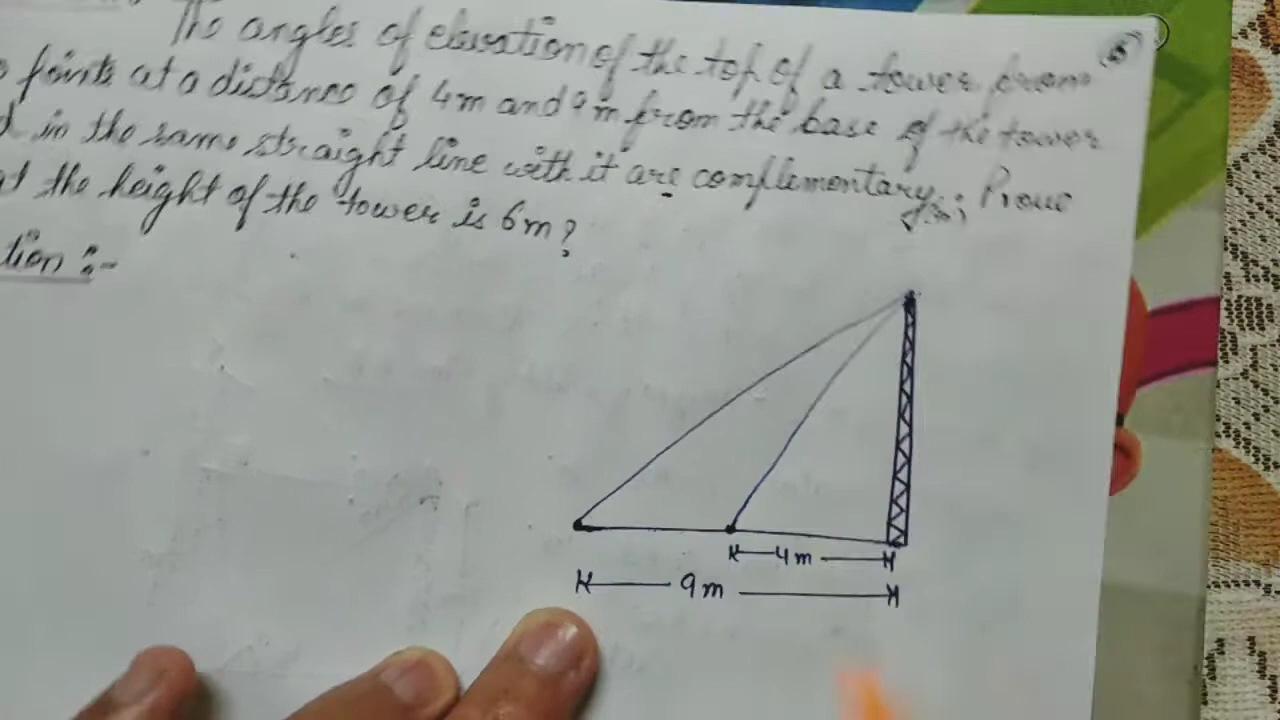 The angles of elevation of the top of a tower from
points at a distance of 4m and 9m from the base of the tower
in the same straight line with it are complementary; Prove
the height of the tower is 6m?
tion :-
4m
9m